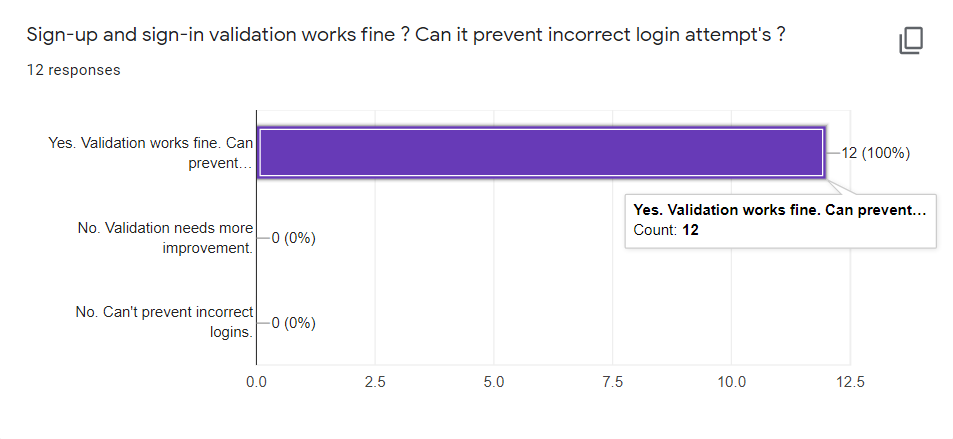 Sign-up and sign-in validation works fine ? Can it prevent incorrect login attempt's ?
12 responses
Yes. Validation works fine. Can
prevent…
12 (100%)
Yes. Validation works fine. Can prevent…
Count: 12
No. Validation needs more
improvement.
0 (0%)
No. Can't prevent incorrect
logins.
0 (0%)
0.0 2.5 5.0 7.5 10.0 12.5